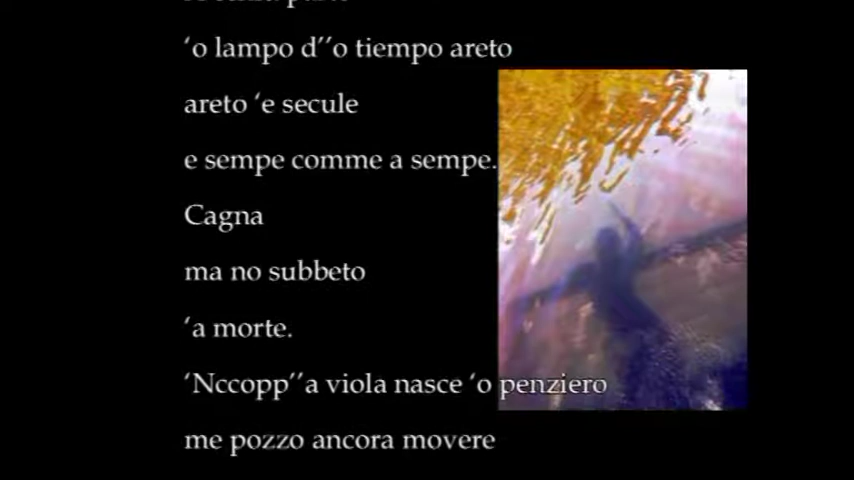 ‘o lampo d’’o tiempo areto
areto ‘e secule
e sempe comme a sempe.
Cagna
ma no subbeto
‘a morte.
‘Nccopp’’a viola nasce ‘o penziero
me pozzo ancora movere